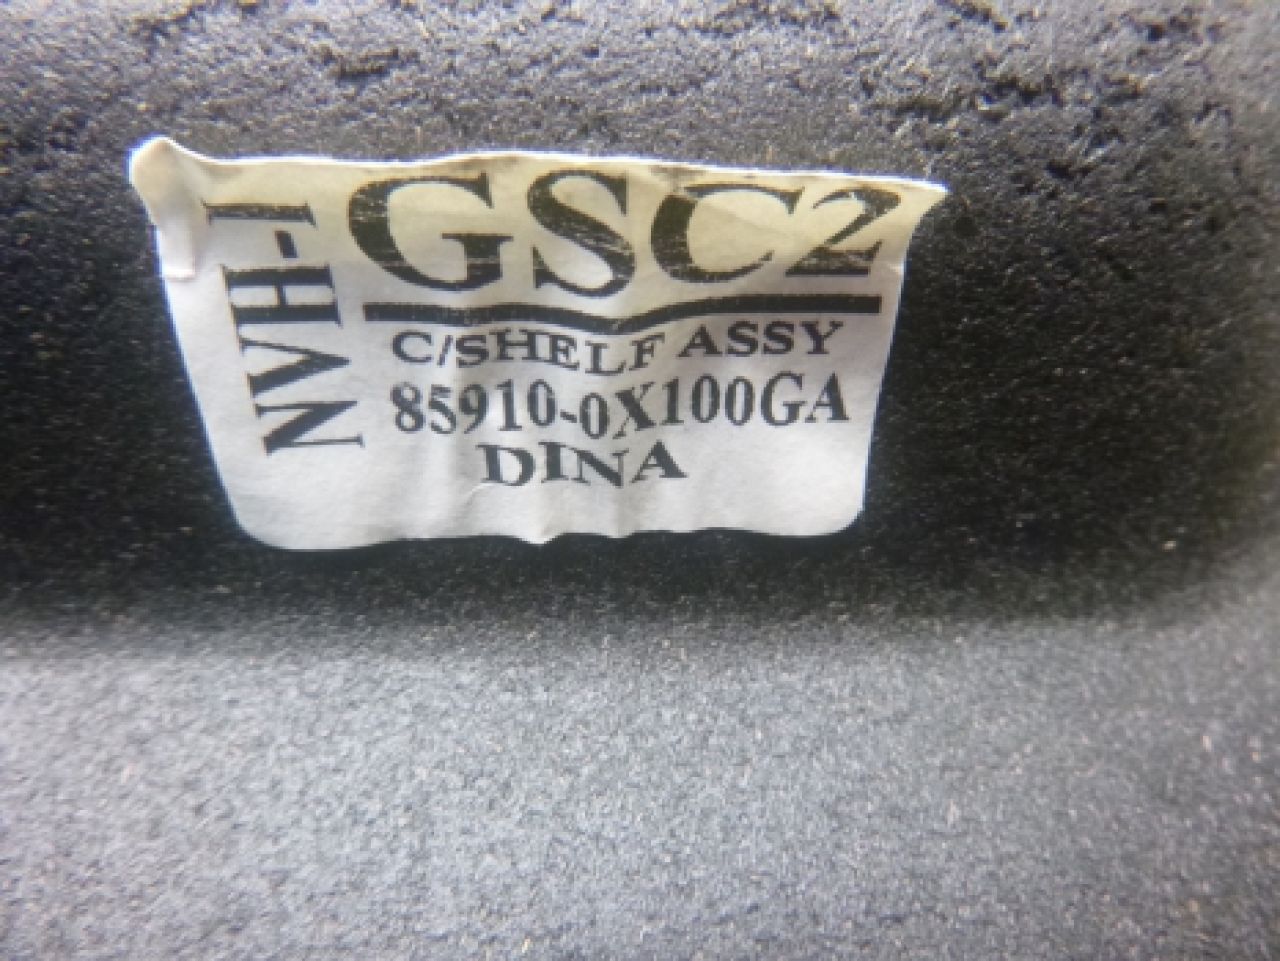 NVH-I
GSC2
C/SHELF ASSY
85910-0X100GA
DINA